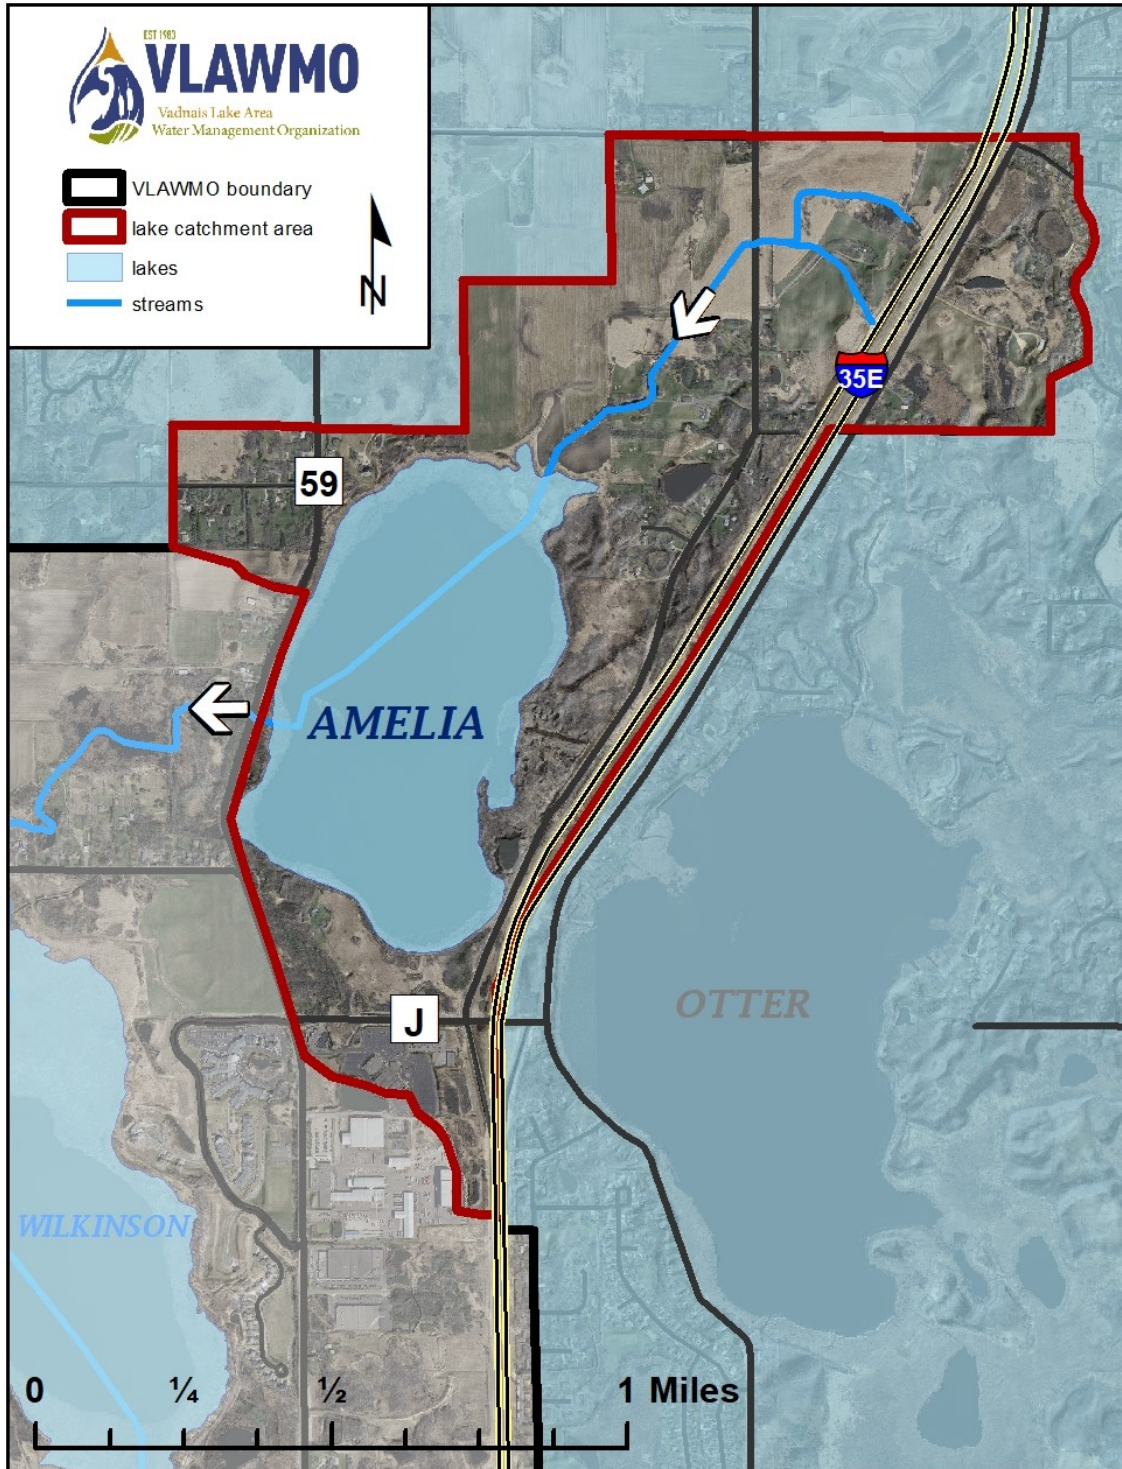 EST 1983
VLAWMO
Vadnais Lake Area
Water Management Organization
VLAWMO boundary
lake catchment area
lakes
streams
N
35E
59
AMELIA
OTTER
J
WILKINSON
0 ¼ ½ 1 Miles